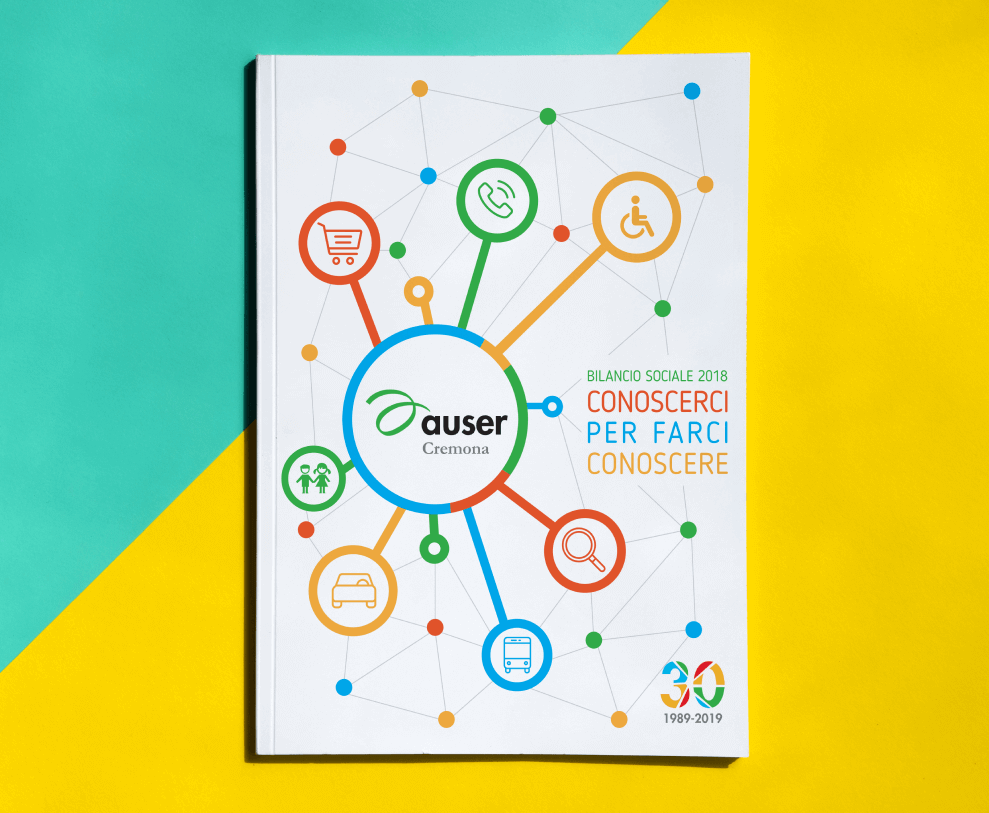 auser
Cremona
BILANCIO SOCIALE 2018
CONOSCERCI
PER FARCI
CONOSCERE
30
1989-2019